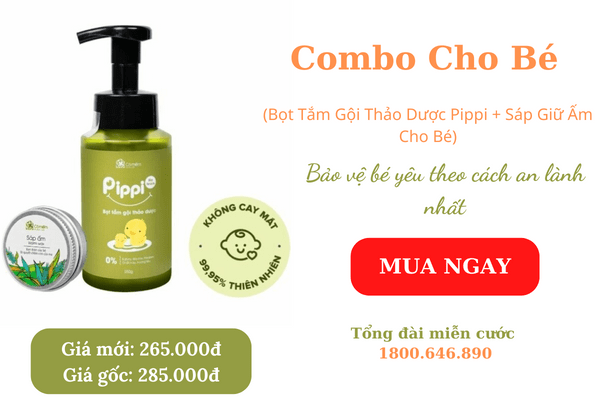 Combo Cho Bé
(Bọt Tắm Gội Thảo Dược Pippi + Sáp Giữ Ấm
Cho Bé)
Bảo vệ bé yêu theo cách an lành
nhất
MUA NGAY
Tổng đài miễn cước
1800.646.890
Pippi
Bọt tắm gội thảo dược
0%
Sáp ấm
KHÔNG CAY MẮT
99,95% THIÊN NHIÊN
Giá mới: 265.000đ
Giá gốc: 285.000đ